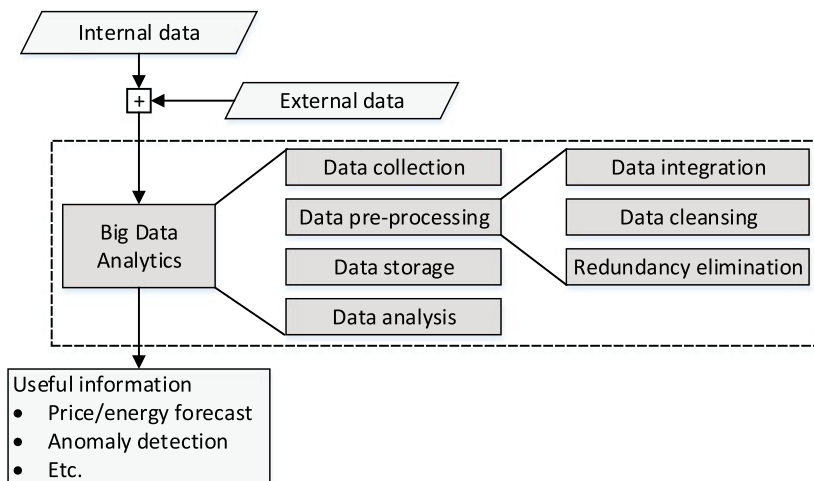 Internal data
+
External data
Data collection
Data integration
Data pre-processing
Data cleansing
Big Data
Analytics
Data storage
Redundancy elimination
Data analysis
Useful information
• Price/energy forecast
• Anomaly detection
• Etc.